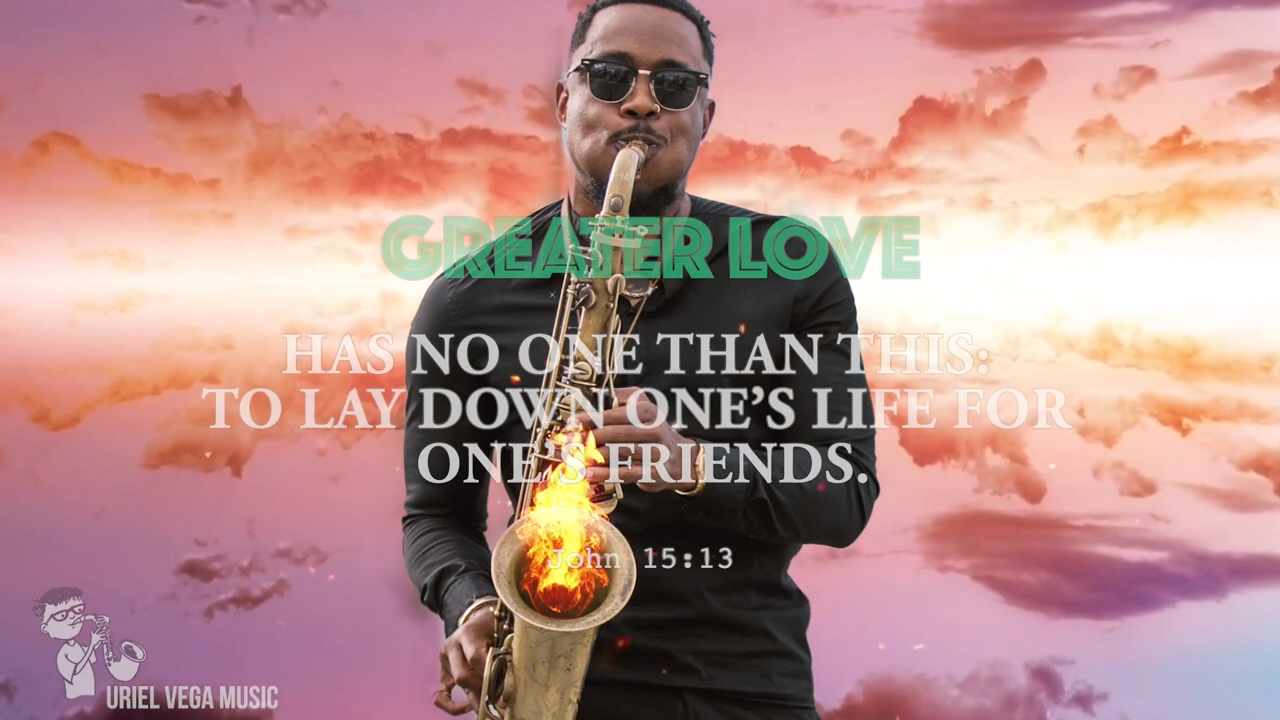 GREATER LOVE
HAS NO ONE THAN THIS:
TO LAY DOWN ONE’S LIFE FOR
ONE’S FRIENDS.
John 15:13
URIEL VEGA MUSIC